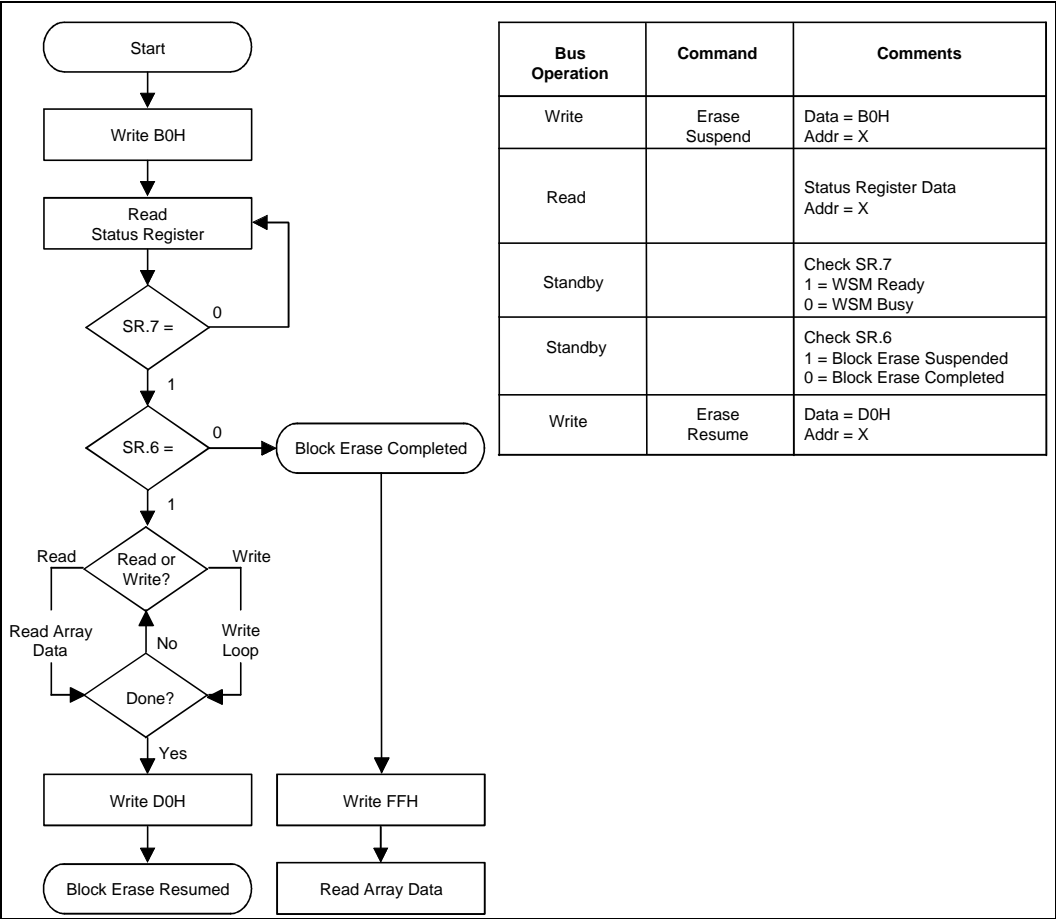 Start
Write B0H
Read
Status Register
SR.7 =
0
1
SR.6 =
0
Block Erase Completed
1
Read
Read or
Write?
Write
Read Array
Data
No
Write
Loop
Done?
Yes
Write D0H
Write FFH
Block Erase Resumed
Read Array Data
Bus
Operation
Command
Comments
Write
Erase
Suspend
Data = B0H
Addr = X
Read
Status Register Data
Addr = X
Standby
Check SR.7
1 = WSM Ready
0 = WSM Busy
Standby
Check SR.6
1 = Block Erase Suspended
0 = Block Erase Completed
Write
Erase
Resume
Data = D0H
Addr = X